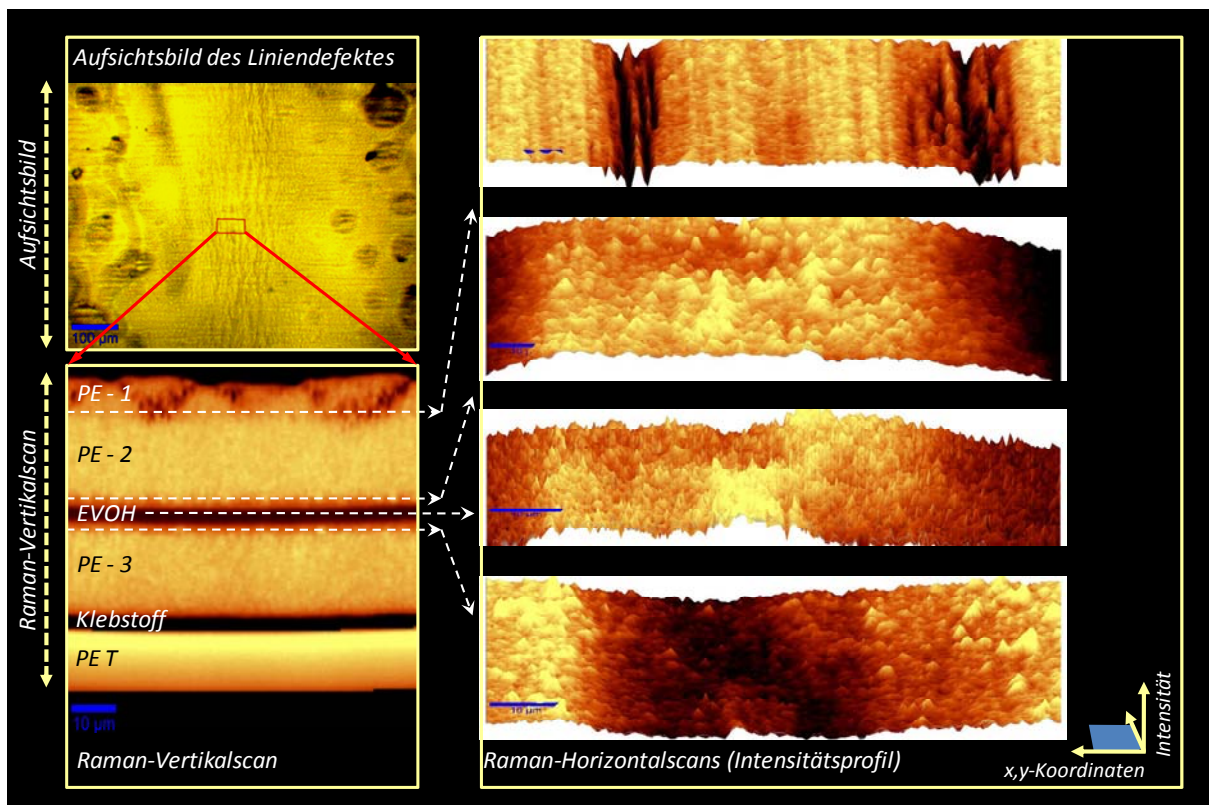 Aufsichtsbild des Liniendefektes
Aufsichtsbild
100 µm
Raman-Vertikalscan
PE - 1
PE - 2
EVOH
PE - 3
Klebstoff
PE T
10 µm
Raman-Vertikalscan
10 µm
Raman-Horizontalscans (Intensitätsprofil)
Intensität
x,y-Koordinaten